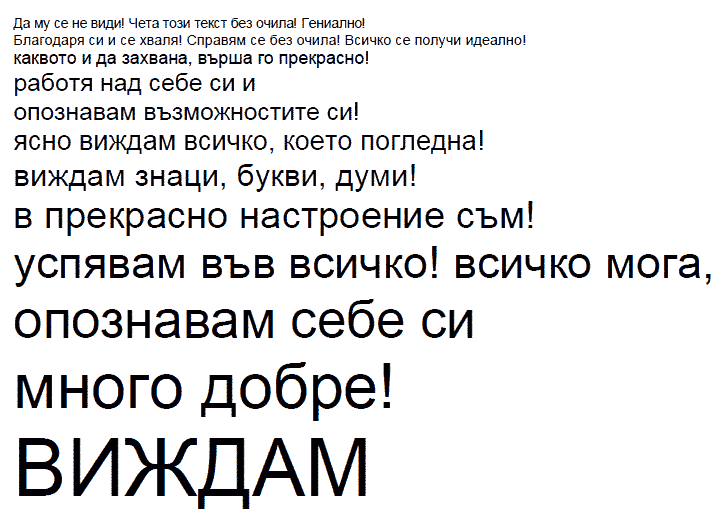 Да му се не види! Чета този текст без очила! Гениално!
Благодаря си и се хваля! Справям се без очила! Всичко се получи идеално!
каквото и да захвана, върша го прекрасно!
работя над себе си и
опознавам възможностите си!
ясно виждам всичко, което погледна!
виждам знаци, букви, думи!
в прекрасно настроение съм!
успявам във всичко! всичко мога,
опознавам себе си
много добре!
ВИЖДАМ